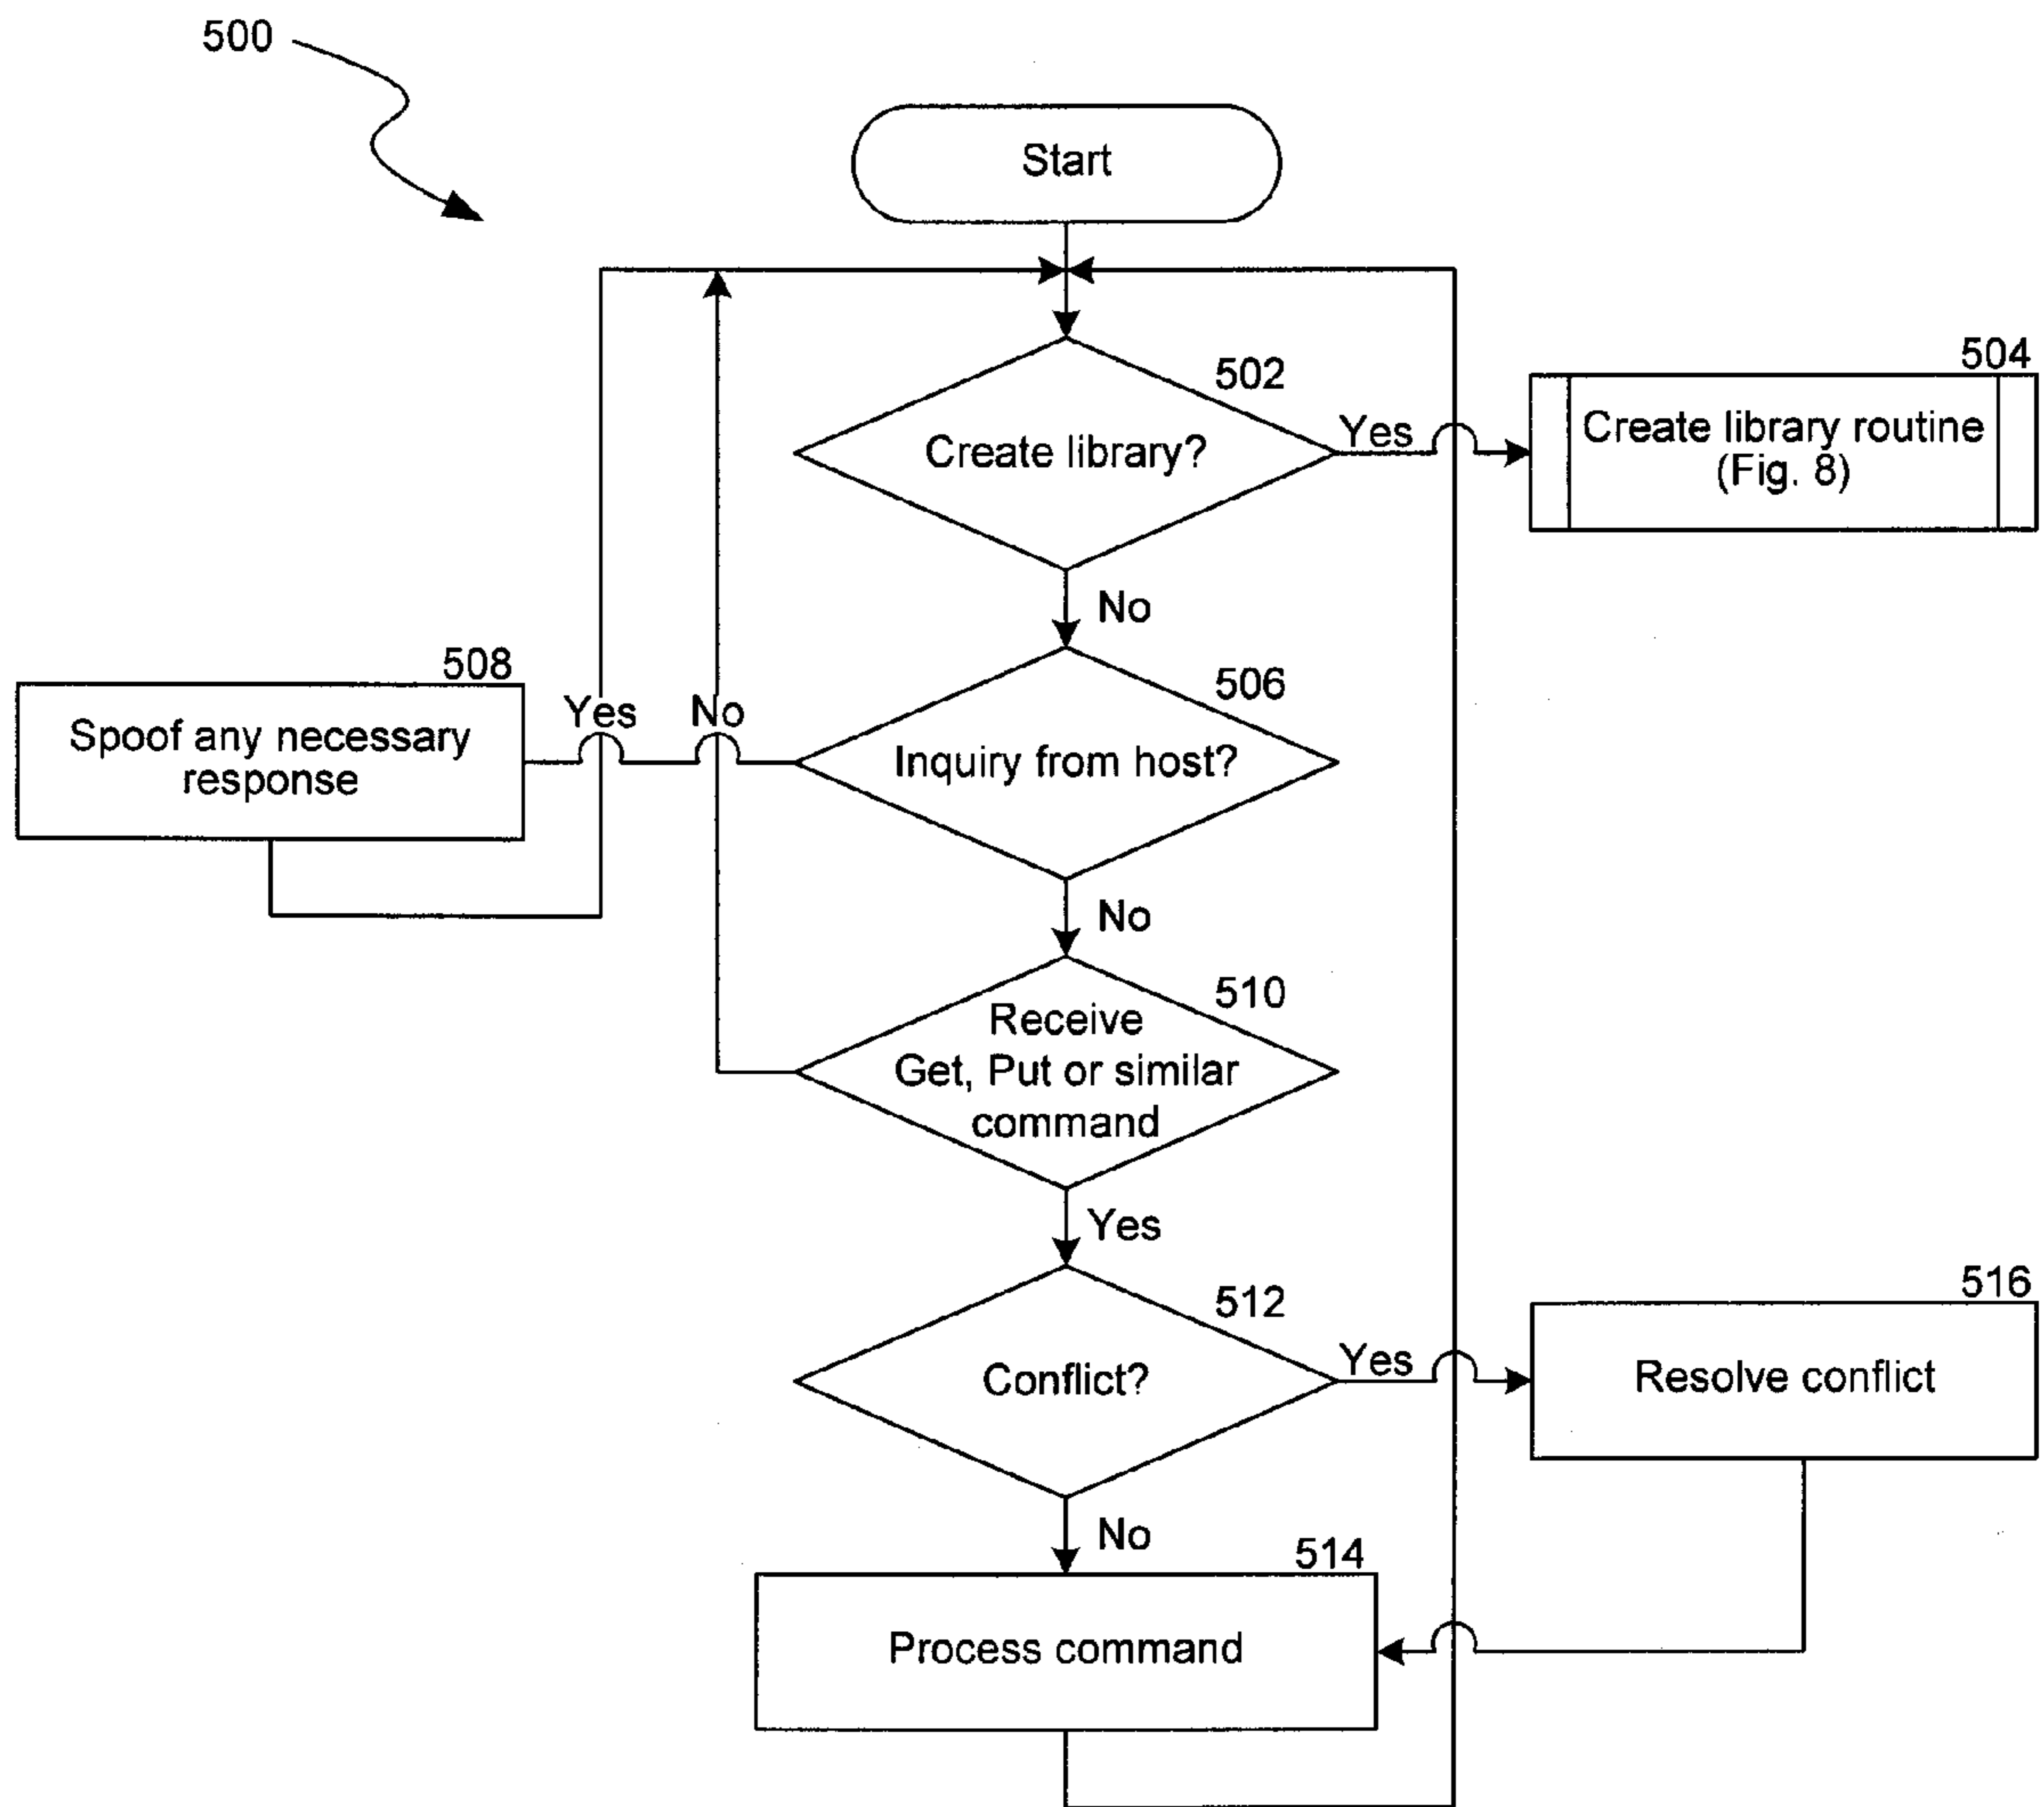 500
Start
502
Create library?
Yes
504
Create library routine
(Fig. 8)
No
508
Spoof any necessary
response
Yes
No
506
Inquiry from host?
No
510
Receive
Get, Put or similar
command
Yes
512
Conflict?
Yes
516
Resolve conflict
No
514
Process command